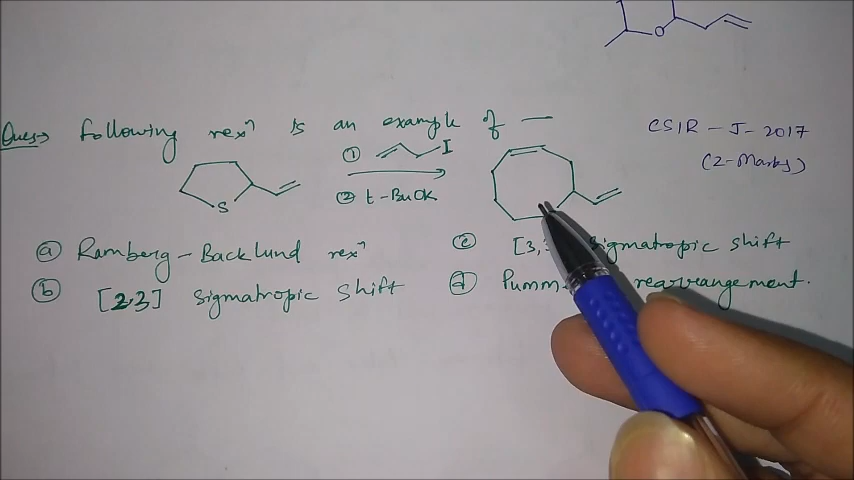 O
Ques→ Following rexⁿ is an example of —
CSIR - J - 2017
(2-Marks)
① I
② t-BuOK
S
ⓐ Ramberg - Backlund rexⁿ
ⓒ [3, sigmatropic shift
ⓑ [2,3] sigmatropic shift
ⓓ rearrangement.